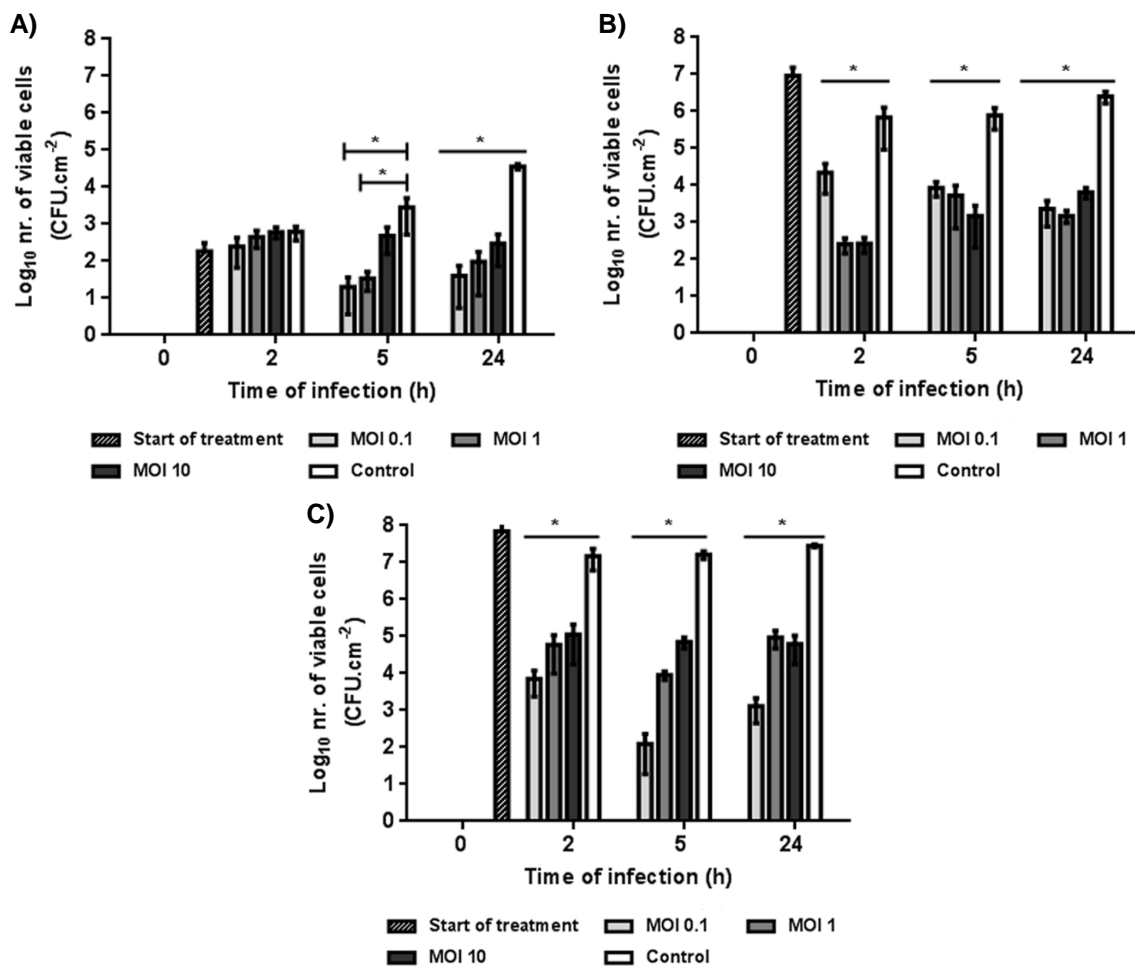 A)
Log₁₀ nr. of viable cells
(CFU.cm⁻²)
8
7
6
5
4
3
2
1
0
* 
*
*
0 2 5 24
Time of infection (h)
Start of treatment MOI 0.1 MOI 1
MOI 10 Control
B)
Log₁₀ nr. of viable cells
(CFU.cm⁻²)
8
7
6
5
4
3
2
1
0
* * *
0 2 5 24
Time of infection (h)
Start of treatment MOI 0.1 MOI 1
MOI 10 Control
C)
Log₁₀ nr. of viable cells
(CFU.cm⁻²)
8
7
6
5
4
3
2
1
0
* * *
0 2 5 24
Time of infection (h)
Start of treatment MOI 0.1 MOI 1
MOI 10 Control